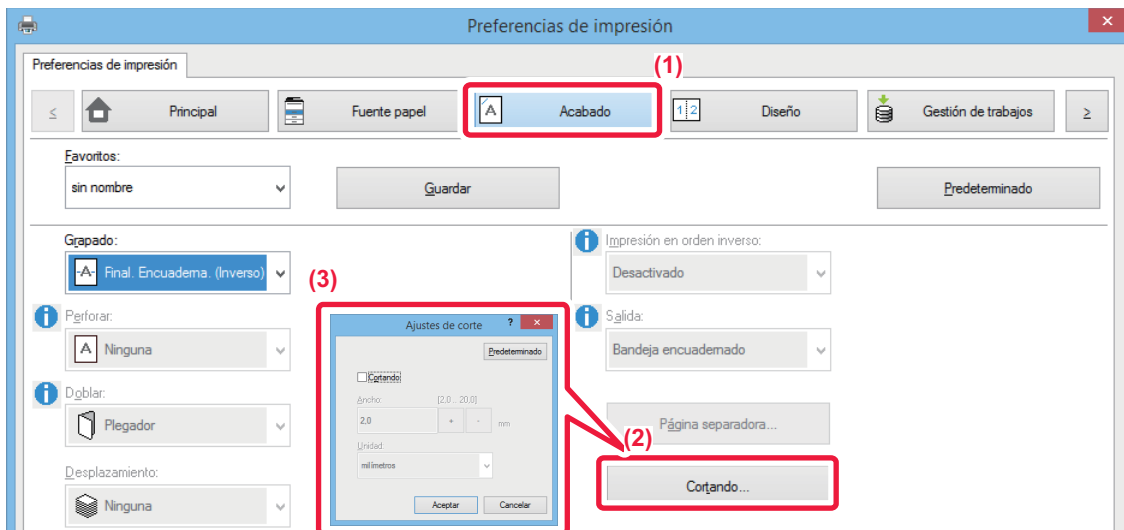 Preferencias de impresión
Preferencias de impresión
(1)
Principal
Fuente papel
Acabado
Diseño
Gestión de trabajos
Favoritos:
sin nombre
Guardar
Predeterminado
Grapado:
Final. Encuaderna. (Inverso)
Impresión en orden inverso:
Desactivado
(3)
Perforar:
Ninguna
Salida:
Bandeja encuadernado
Doblar:
Plegador
Página separadora...
(2)
Cortando...
Desplazamiento:
Ninguna
Ajustes de corte
?
Predeterminado
Cortando:
Ancho:
[2.0 .. 20.0]
2,0
+
-
mm
Unidad:
milímetros
Aceptar
Cancelar